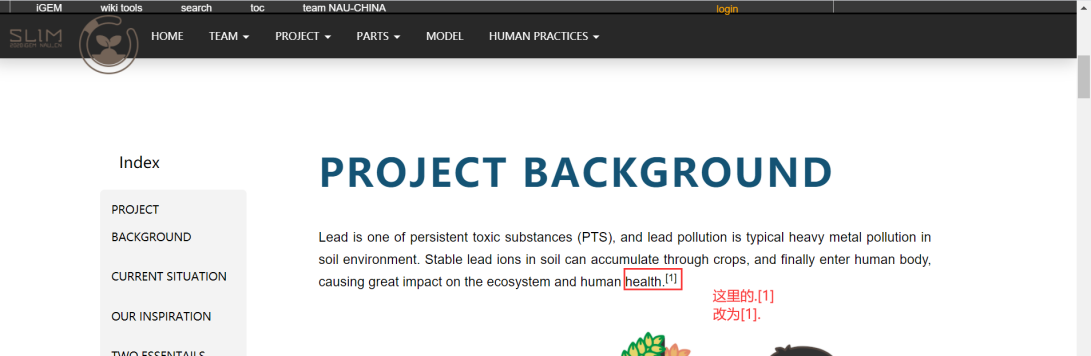 iGEM wiki tools search toc team NAU-CHINA login
SLIM
HOME TEAM PROJECT PARTS MODEL HUMAN PRACTICES
Index
PROJECT
BACKGROUND
CURRENT SITUATION
OUR INSPIRATION
TWO ESSENTAILS
PROJECT BACKGROUND
Lead is one of persistent toxic substances (PTS), and lead pollution is typical heavy metal pollution in
soil environment. Stable lead ions in soil can accumulate through crops, and finally enter human body,
causing great impact on the ecosystem and human health.[1]
这里的.[1]
改为[1].